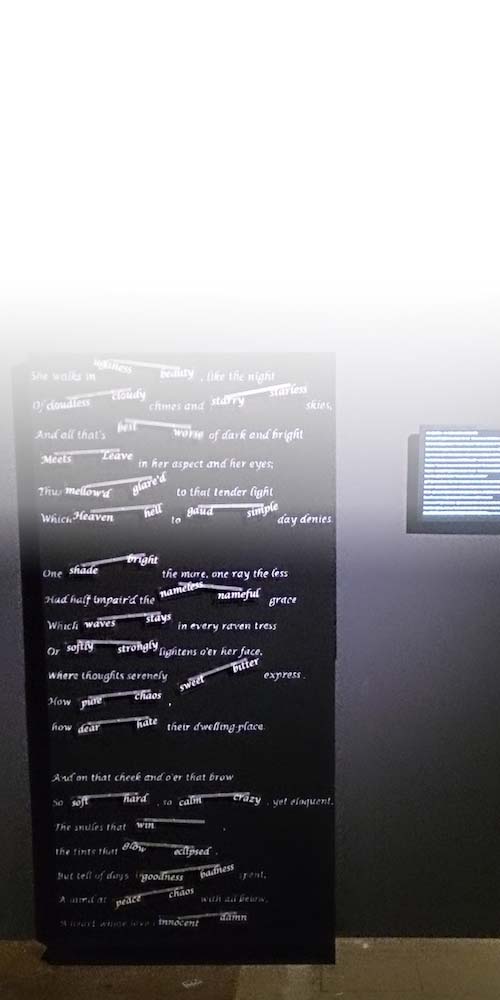 She walks in ugliness beauty , like the night
Of cloudless cloudy climes and starry starless skies,
And all that's best worse of dark and bright
Meets Leave in her aspect and her eyes;
Thus mellow'd glare'd to that tender light
Which Heaven hell to gaud simple day denies
One shade bright the more, one ray the less
Had half impair'd the nameless nameful grace
Which waves stays in every raven tress
Or softly strongly lightens o'er her face,
Where thoughts serenely sweet bitter express .
How pure chaos ,
how dear hate their dwelling-place.
And on that cheek and o'er that brow
So soft hard , so calm crazy , yet eloquent.
The smiles that win ,
the tints that glow eclipsed .
But tell of days in goodness badness spent,
A mind at peace chaos with all below,
A heart whose love innocent damn